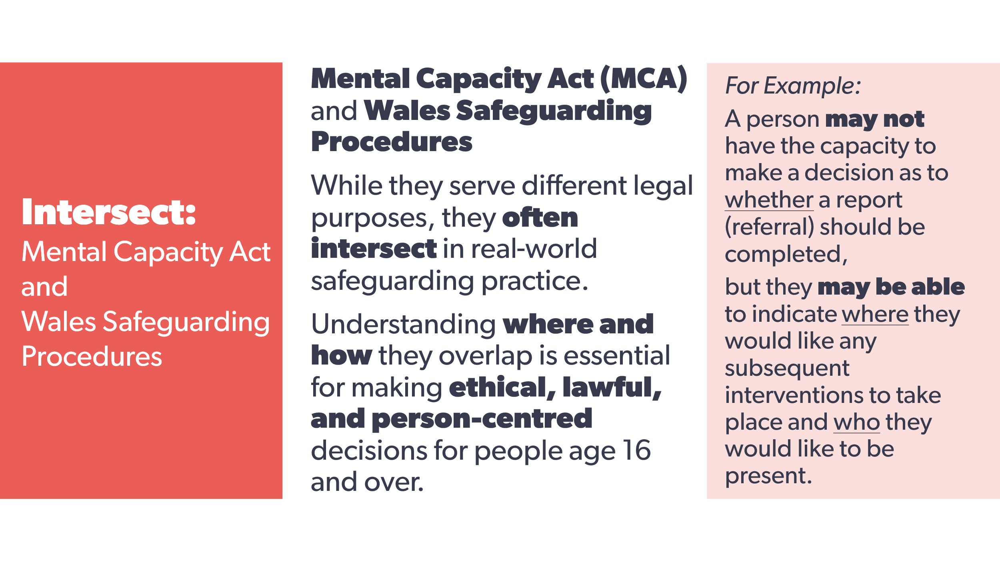 Intersect:
Mental Capacity Act
and
Wales Safeguarding
Procedures
Mental Capacity Act (MCA)
and Wales Safeguarding
Procedures
While they serve different legal
purposes, they often
intersect in real-world
safeguarding practice.
Understanding where and
how they overlap is essential
for making ethical, lawful,
and person-centred
decisions for people age 16
and over.
For Example:
A person may not
have the capacity to
make a decision as to
whether a report
(referral) should be
completed,
but they may be able
to indicate where they
would like any
subsequent
interventions to take
place and who they
would like to be
present.